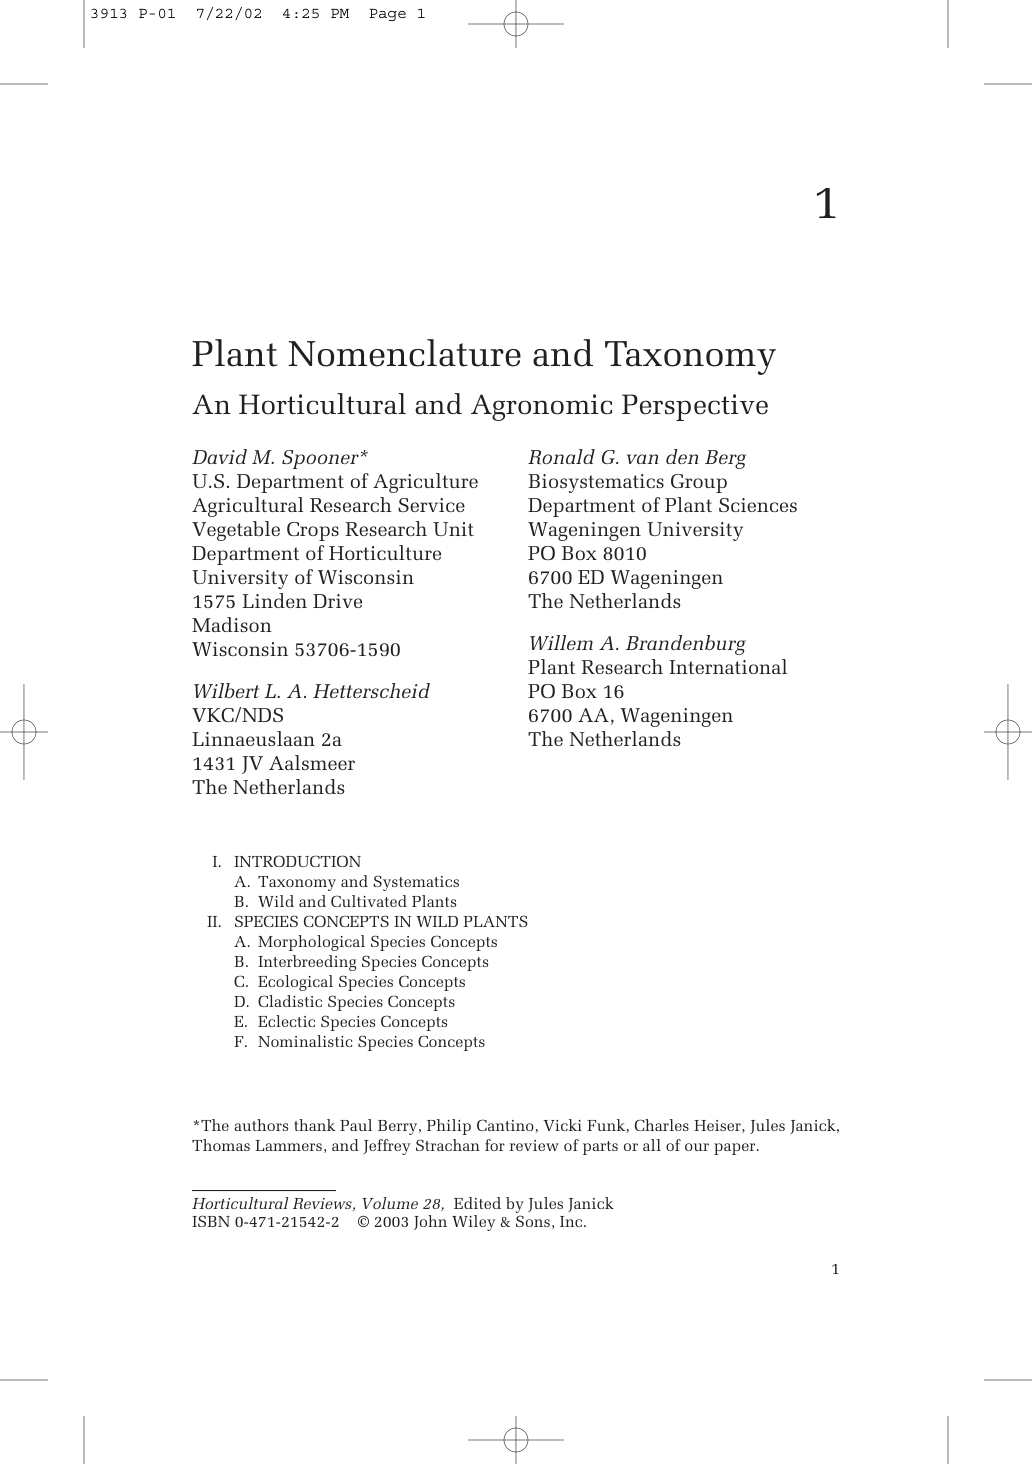 3913 P-01 7/22/02 4:25 PM Page 1
1
Plant Nomenclature and Taxonomy
An Horticultural and Agronomic Perspective
David M. Spooner*
U.S. Department of Agriculture
Agricultural Research Service
Vegetable Crops Research Unit
Department of Horticulture
University of Wisconsin
1575 Linden Drive
Madison
Wisconsin 53706-1590
Wilbert L. A. Hetterscheid
VKC/NDS
Linnaeuslaan 2a
1431 JV Aalsmeer
The Netherlands
Ronald G. van den Berg
Biosystematics Group
Department of Plant Sciences
Wageningen University
PO Box 8010
6700 ED Wageningen
The Netherlands
Willem A. Brandenburg
Plant Research International
PO Box 16
6700 AA, Wageningen
The Netherlands
I. INTRODUCTION
A. Taxonomy and Systematics
B. Wild and Cultivated Plants
II. SPECIES CONCEPTS IN WILD PLANTS
A. Morphological Species Concepts
B. Interbreeding Species Concepts
C. Ecological Species Concepts
D. Cladistic Species Concepts
E. Eclectic Species Concepts
F. Nominalistic Species Concepts
*The authors thank Paul Berry, Philip Cantino, Vicki Funk, Charles Heiser, Jules Janick,
Thomas Lammers, and Jeffrey Strachan for review of parts or all of our paper.
Horticultural Reviews, Volume 28, Edited by Jules Janick
ISBN 0-471-21542-2 © 2003 John Wiley & Sons, Inc.
1